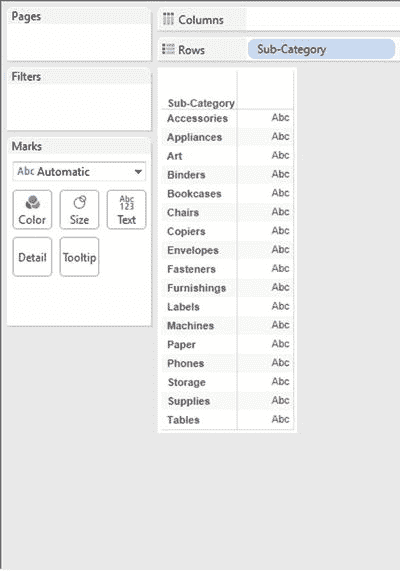 Pages
Columns
Rows
Sub-Category
Filters
Marks
Abc Automatic
Color
Size
Abc
123
Text
Detail
Tooltip
Sub-Category
Accessories Abc
Appliances Abc
Art Abc
Binders Abc
Bookcases Abc
Chairs Abc
Copiers Abc
Envelopes Abc
Fasteners Abc
Furnishings Abc
Labels Abc
Machines Abc
Paper Abc
Phones Abc
Storage Abc
Supplies Abc
Tables Abc